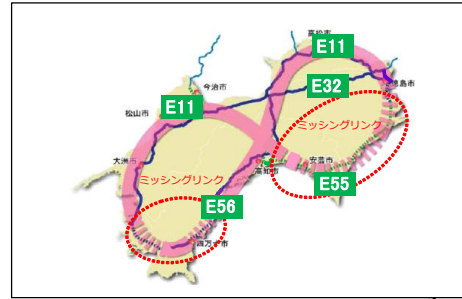 高松市
E11
E32
徳島市
今治市
E11
松山市
ミッシングリンク
大洲市
ミッシングリンク
高知市
安芸市
E55
E56
四万十市